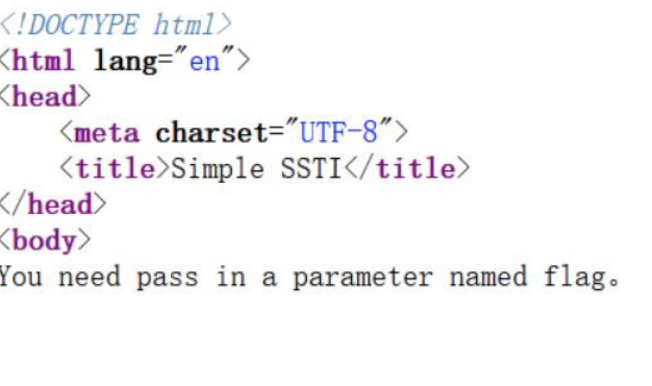 <!DOCTYPE html>
<html lang="en">
<head>
    <meta charset="UTF-8">
    <title>Simple SSTI</title>
</head>
<body>
You need pass in a parameter named flag。